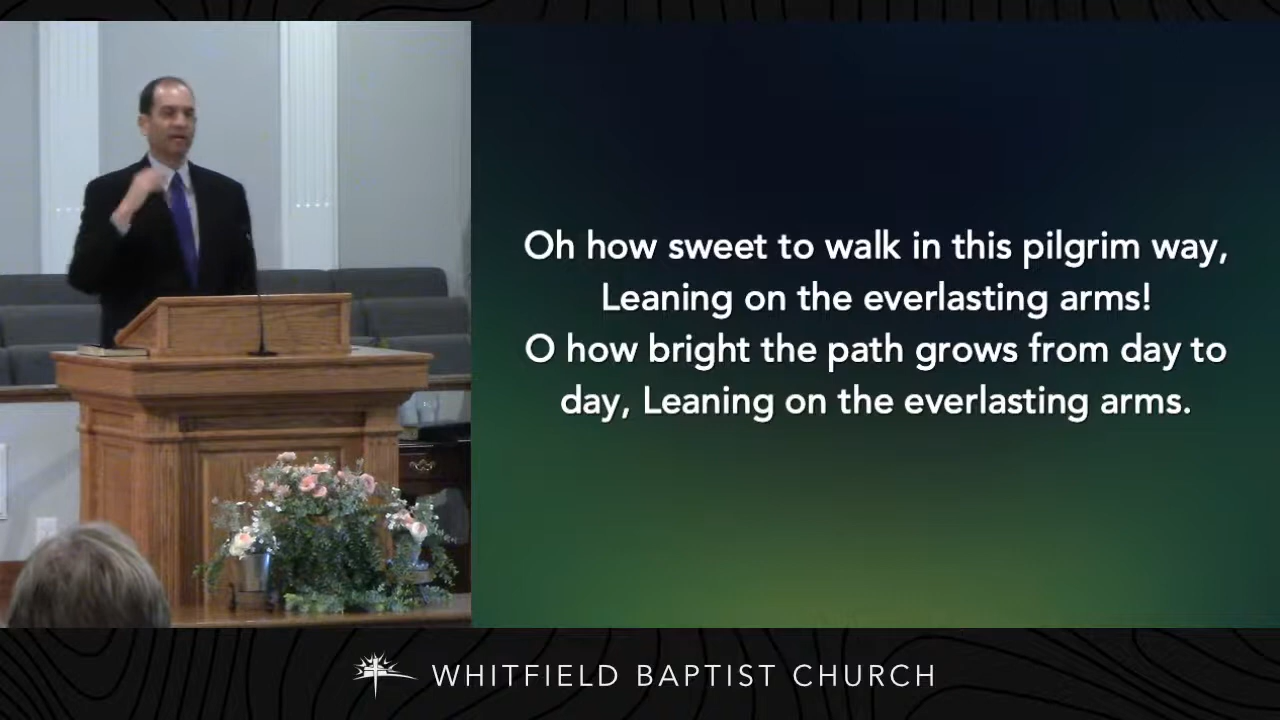 Oh how sweet to walk in this pilgrim way,
Leaning on the everlasting arms!
O how bright the path grows from day to
day, Leaning on the everlasting arms.
WHITFIELD BAPTIST CHURCH